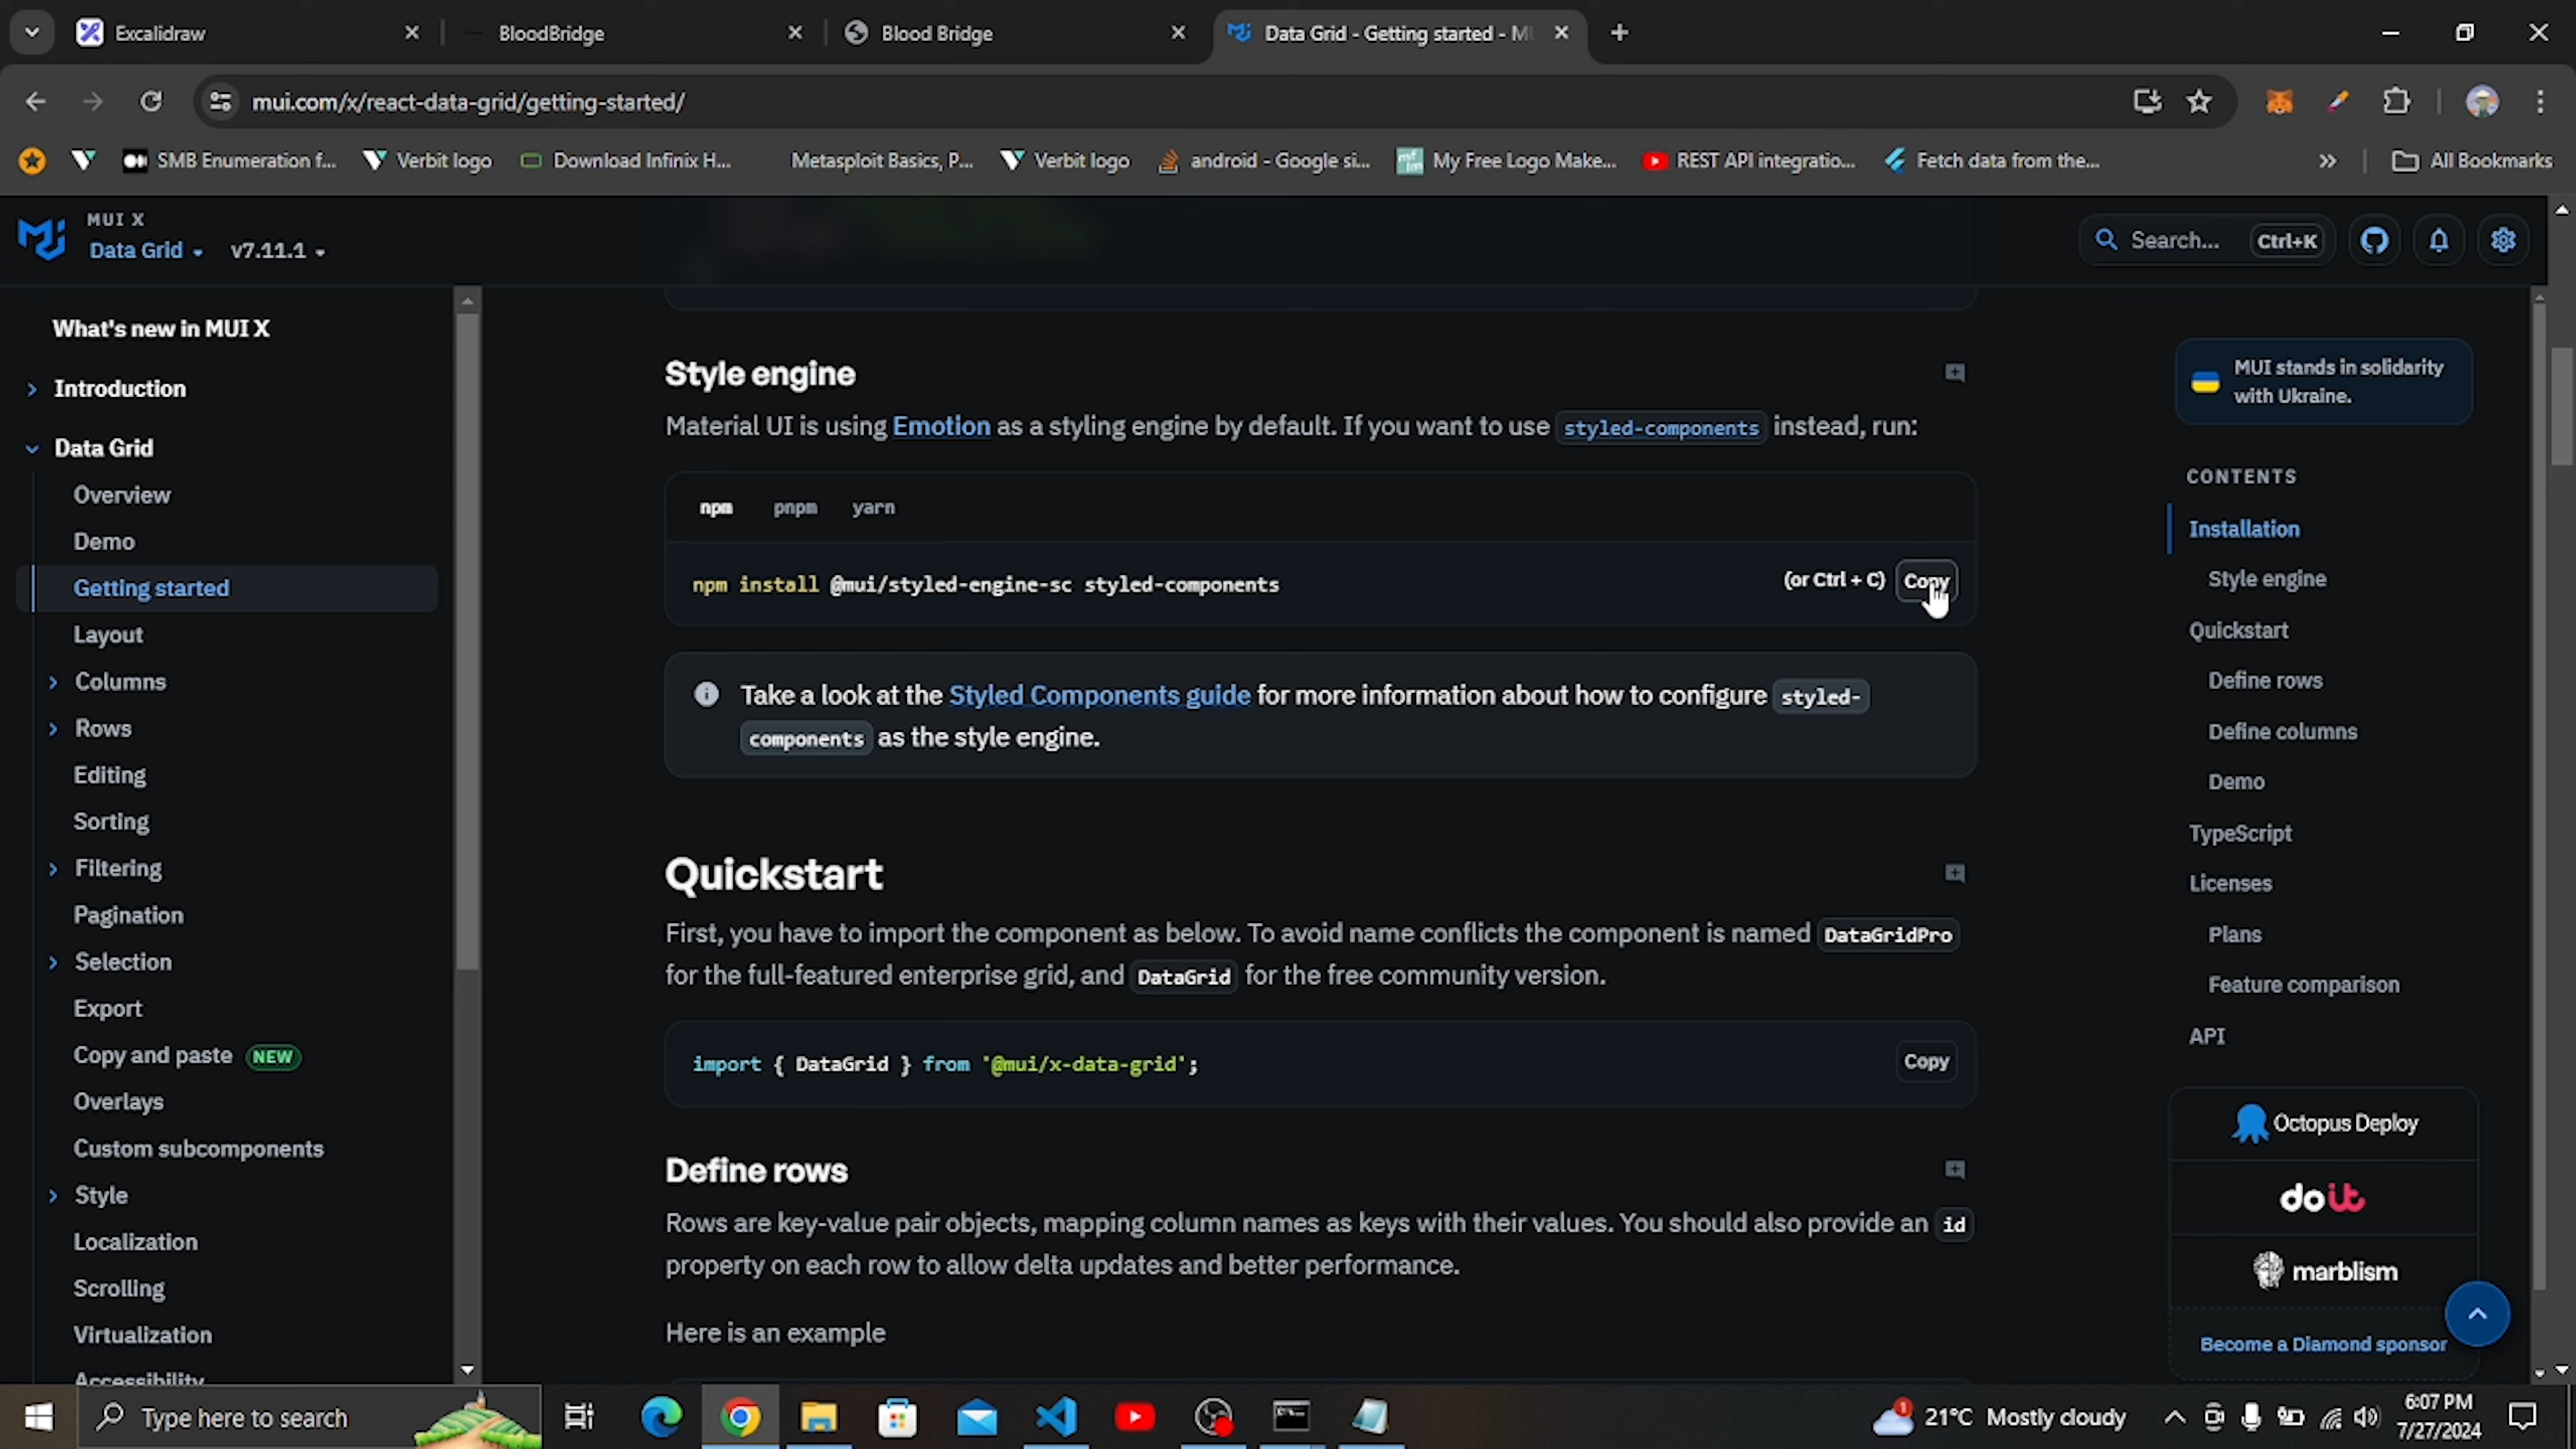 Excalidraw
BloodBridge
Blood Bridge
Data Grid - Getting started - M
mui.com/x/react-data-grid/getting-started/
SMB Enumeration f...
Verbit logo
Download Infinix H...
Metasploit Basics, P...
Verbit logo
android - Google si...
My Free Logo Make...
REST API integratio...
Fetch data from the...
All Bookmarks
MUI X
Data Grid
v7.11.1
Search...
Ctrl+K
What's new in MUI X
Introduction
Data Grid
Overview
Demo
Getting started
Layout
Columns
Rows
Editing
Sorting
Filtering
Pagination
Selection
Export
Copy and paste NEW
Overlays
Custom subcomponents
Style
Localization
Scrolling
Virtualization
Accessibility
Style engine
Material UI is using Emotion as a styling engine by default. If you want to use styled-components instead, run:
npm pnpm yarn
npm install @mui/styled-engine-sc styled-components
(or Ctrl + C) Copy
Take a look at the Styled Components guide for more information about how to configure styled-
components as the style engine.
Quickstart
First, you have to import the component as below. To avoid name conflicts the component is named DataGridPro
for the full-featured enterprise grid, and DataGrid for the free community version.
import { DataGrid } from '@mui/x-data-grid';
Copy
Define rows
Rows are key-value pair objects, mapping column names as keys with their values. You should also provide an id
property on each row to allow delta updates and better performance.
Here is an example
MUI stands in solidarity
with Ukraine.
CONTENTS
Installation
Style engine
Quickstart
Define rows
Define columns
Demo
TypeScript
Licenses
Plans
Feature comparison
API
Octopus Deploy
doit
marblism
Become a Diamond sponsor
Type here to search
1
21°C Mostly cloudy
6:07 PM
7/27/2024